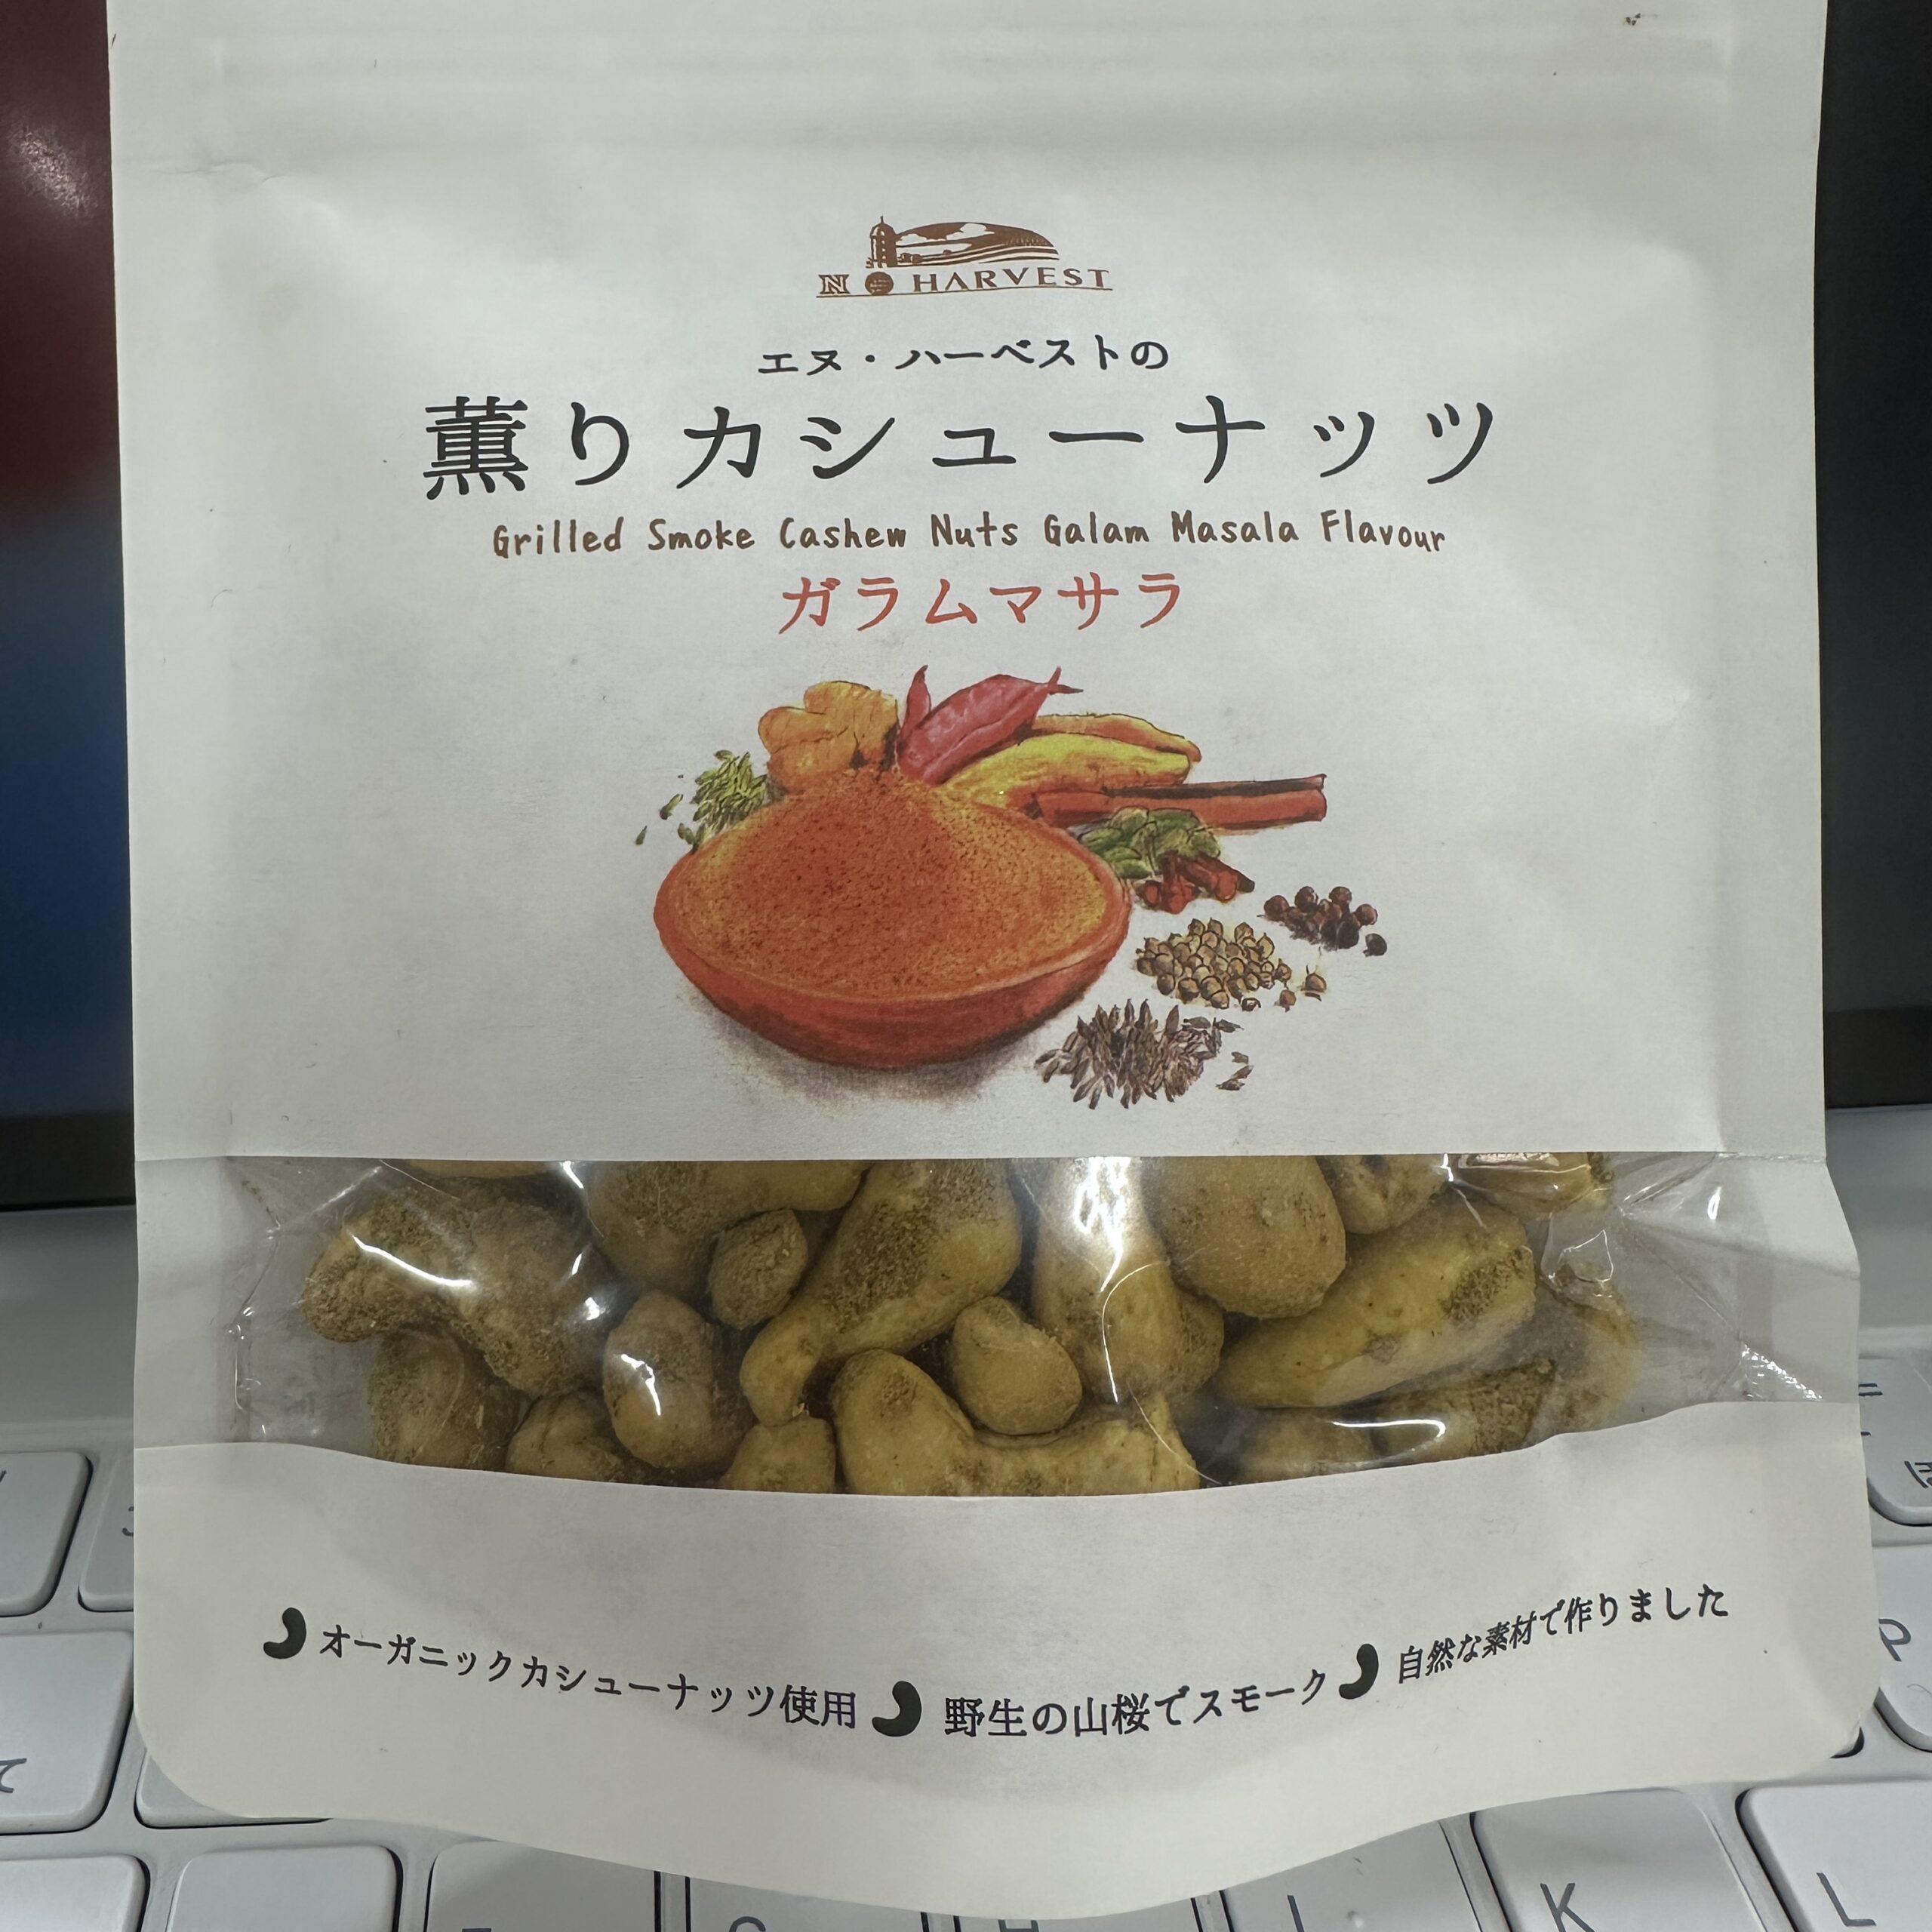 N HARVEST
エヌ・ハーベストの
薫りカシューナッツ
Grilled Smoke Cashew Nuts Galam Masala Flavour
ガラムマサラ
オーガニックカシューナッツ使用
野生の山桜でスモーク
自然な素材で作りました
P
て
K
L